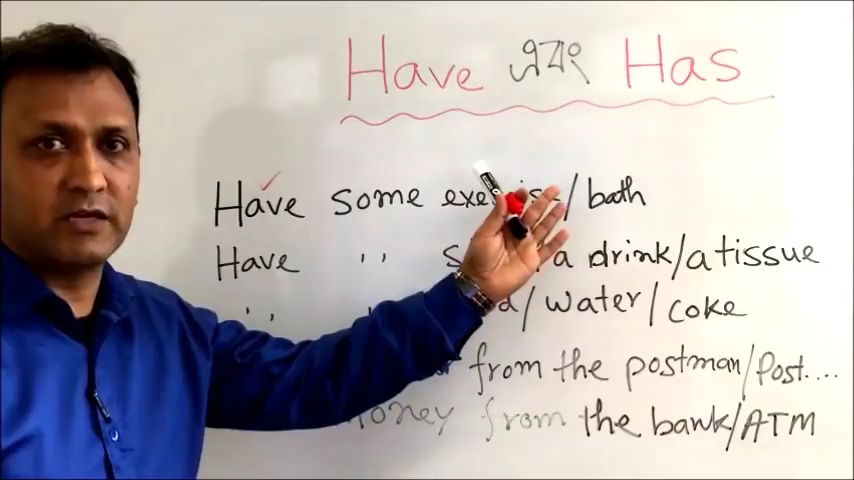 Have এবং Has
Have some / bath
Have ,, a drink/a tissue
,, / water / coke
from the postman/Post....
money from the bank/ATM